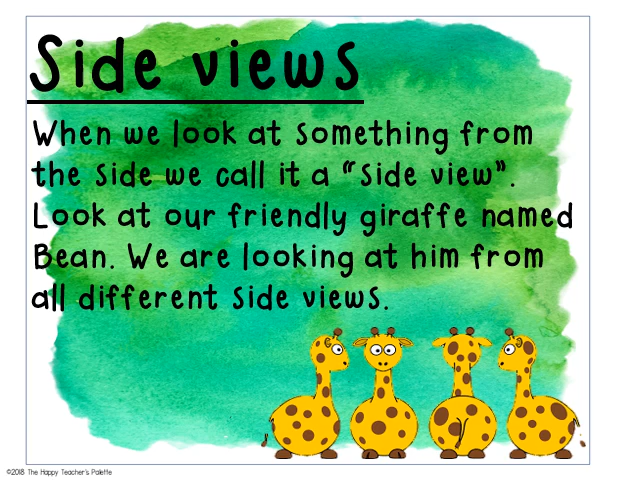 Side views
When we look at something from
the side we call it a "side view".
Look at our friendly giraffe named
Bean. We are looking at him from
all different side views.
©2018 The Happy Teacher's Palette